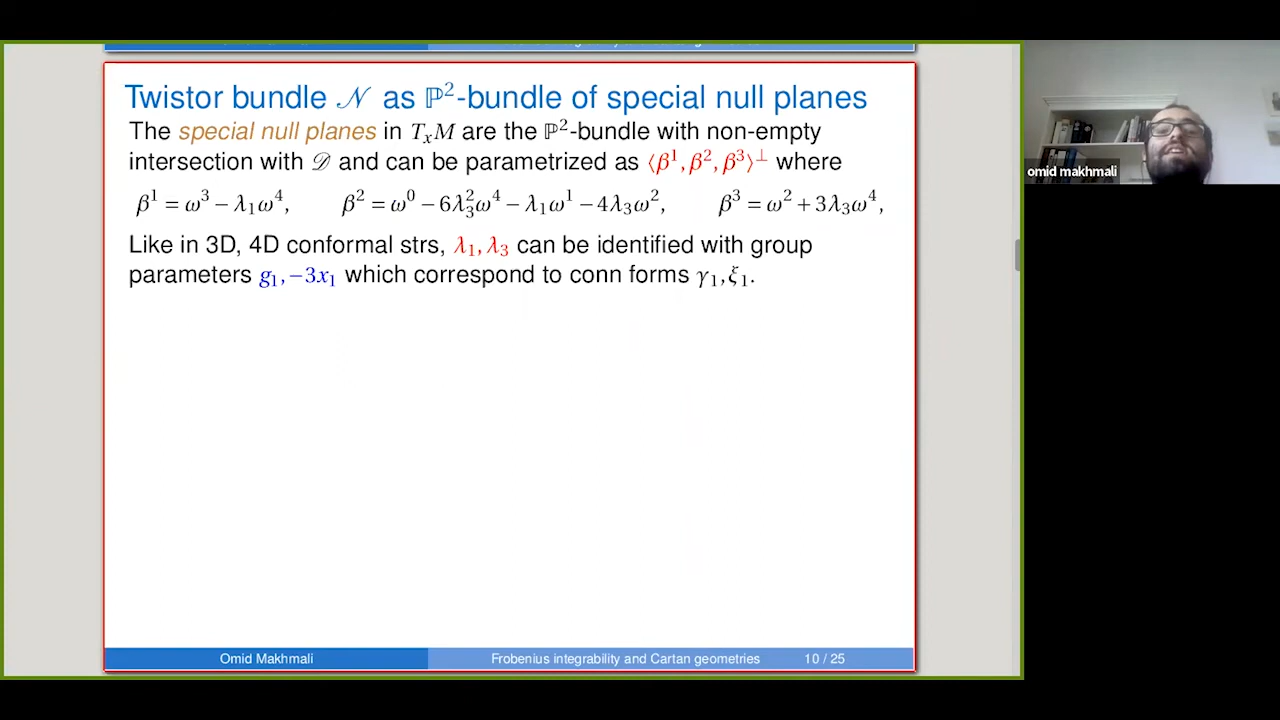 Twistor bundle 𝒩 as ℙ²-bundle of special null planes
The special null planes in TₓM are the ℙ²-bundle with non-empty
intersection with 𝒟 and can be parametrized as ⟨β¹, β², β³⟩^⊥ where
β¹ = ω³ − λ₁ω⁴, β² = ω⁰ − 6λ₃²ω⁴ − λ₁ω¹ − 4λ₃ω², β³ = ω² + 3λ₃ω⁴,
Like in 3D, 4D conformal strs, λ₁, λ₃ can be identified with group
parameters g₁, −3x₁ which correspond to conn forms γ₁, ξ₁.
Omid Makhmali Frobenius integrability and Cartan geometries 10 / 25
omid makhmali